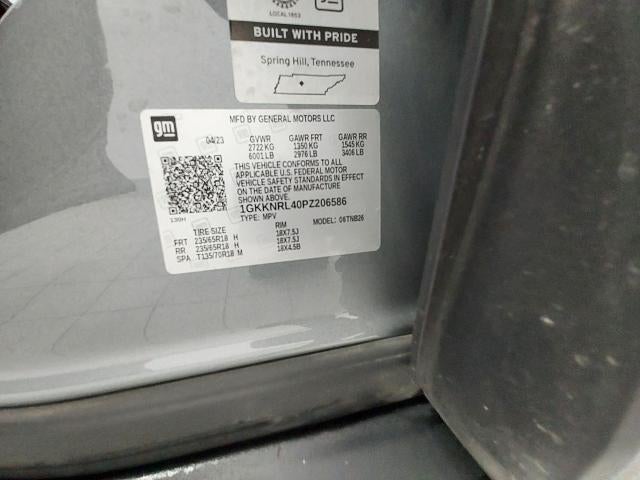 LOCAL 1853
GM
BUILT WITH PRIDE
Spring Hill, Tennessee
gm
MFD BY GENERAL MOTORS LLC
04/23 GVWR GAWR FRT GAWR RR
2722 KG 1350 KG 1545 KG
6001 LB 2976 LB 3406 LB
THIS VEHICLE CONFORMS TO ALL
APPLICABLE U.S. FEDERAL MOTOR
VEHICLE SAFETY STANDARDS IN EFFECT
ON THE DATE OF MANUFACTURE
SHOWN ABOVE.
1GKKNRL40PZ206586
139H TYPE: MPV MODEL: 06TNB26
TIRE SIZE RIM
FRT 235/65R18 H 18X7.5J
RR 235/65R18 H 18X7.5J
SPA T135/70R18 M 18X4.5B